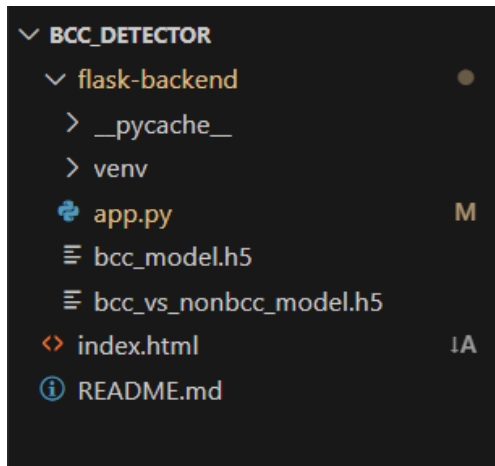 BCC_DETECTOR
flask-backend
__pycache__
venv
app.py M
bcc_model.h5
bcc_vs_nonbcc_model.h5
index.html ↓A
README.md